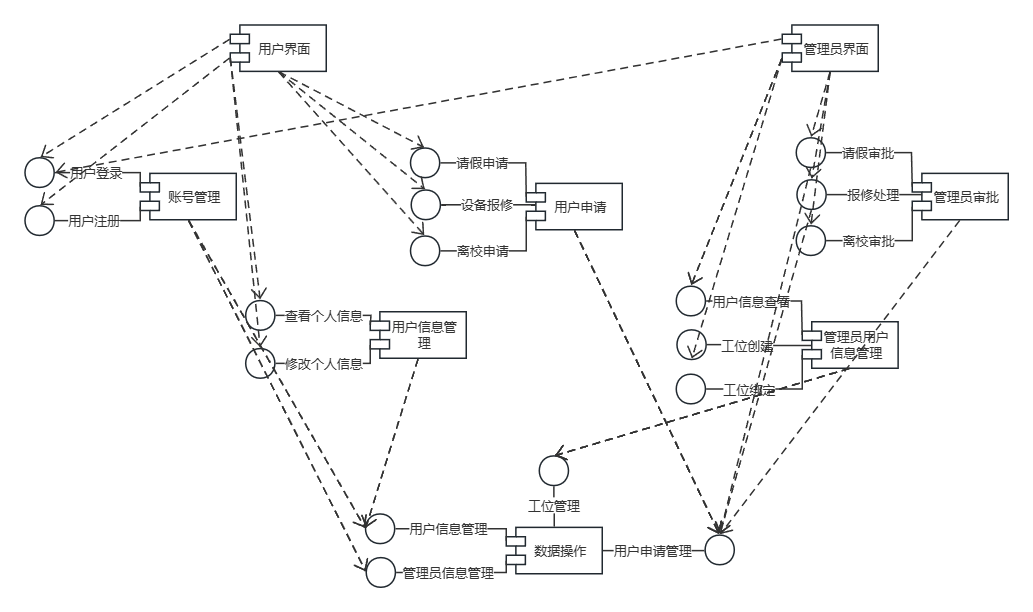 用户界面
管理员界面
请假审批
请假申请
用户登录
账号管理
报修处理
管理员审批
设备报修
用户申请
用户注册
离校审批
离校申请
用户信息查看
查看个人信息
用户信息管
理
管理员用户
信息管理
工位创建
修改个人信息
工位绑定
工位管理
用户信息管理
数据操作
用户申请管理
管理员信息管理